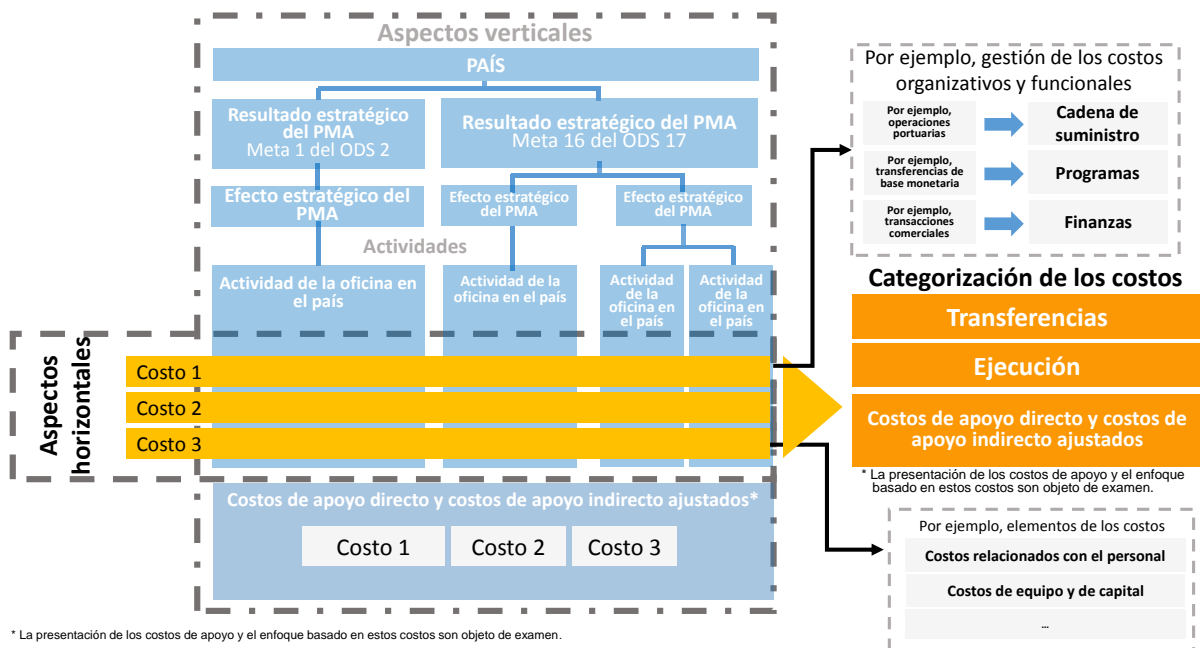 Aspectos verticales
PAÍS
Resultado estratégico
del PMA
Meta 1 del ODS 2
Resultado estratégico del PMA
Meta 16 del ODS 17
Efecto estratégico del
PMA
Efecto estratégico
del PMA
Efecto estratégico
del PMA
Actividades
Actividad de la oficina en
el país
Actividad de
la oficina en el país
Actividad
de la
oficina en
el país
Actividad
de la
oficina en
el país
Aspectos
horizontales
Costo 1
Costo 2
Costo 3
Costos de apoyo directo y costos de apoyo indirecto ajustados*
Costo 1
Costo 2
Costo 3
* La presentación de los costos de apoyo y el enfoque basado en estos costos son objeto de examen.
Por ejemplo, gestión de los costos
organizativos y funcionales
Por ejemplo,
operaciones
portuarias
Cadena de
suministro
Por ejemplo,
transferencias de
base monetaria
Programas
Por ejemplo,
transacciones
comerciales
Finanzas
Categorización de los costos
Transferencias
Ejecución
Costos de apoyo directo y costos de
apoyo indirecto ajustados
* La presentación de los costos de apoyo y el enfoque
basado en estos costos son objeto de examen.
Por ejemplo, elementos de los costos
Costos relacionados con el personal
Costos de equipo y de capital
...